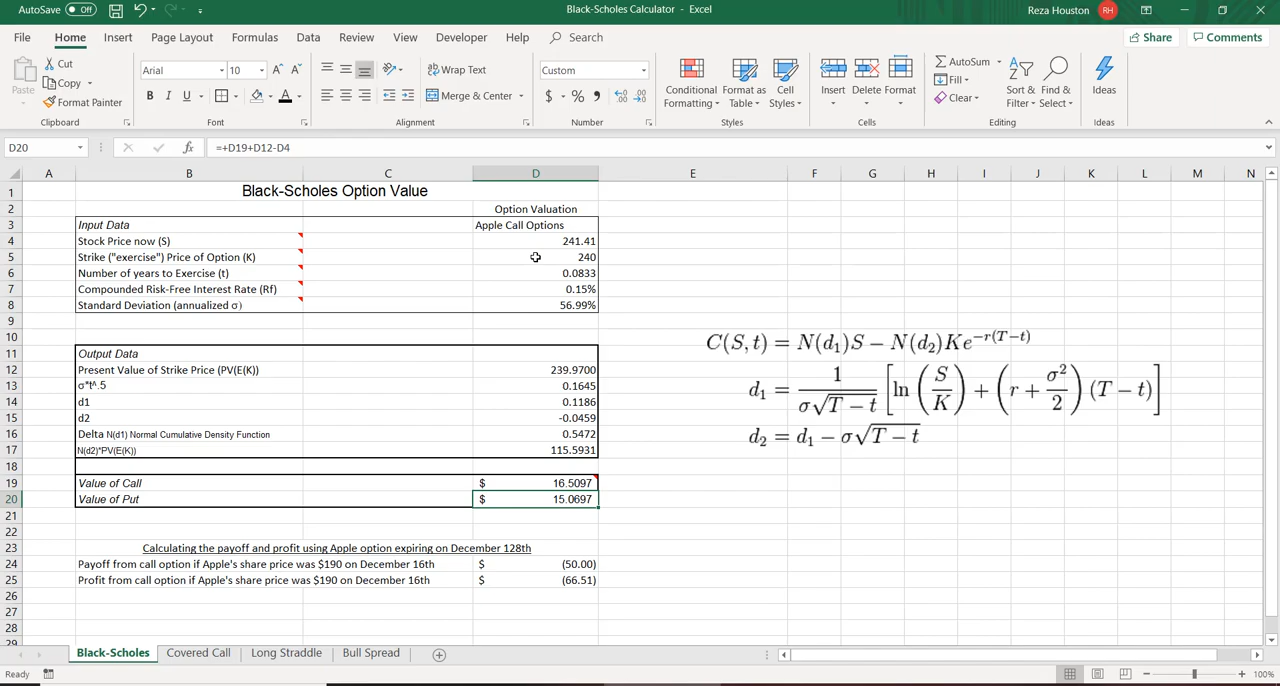 AutoSave Off Black-Scholes Calculator - Excel Reza Houston RH
File Home Insert Page Layout Formulas Data Review View Developer Help Search Share Comments
Paste Cut Copy Format Painter Clipboard
Arial 10 A^ Aˇ B I U A Font
Wrap Text Merge & Center Alignment
Custom $ % , Number
Conditional Formatting Format as Table Cell Styles Styles
Insert Delete Format Cells
AutoSum Fill Clear Sort & Filter Find & Select Editing
Ideas Ideas
D20 fx =+D19+D12-D4
A B C D E F G H I J K L M N
1 Black-Scholes Option Value
2 Option Valuation
3 Input Data Apple Call Options
4 Stock Price now (S) 241.41
5 Strike ("exercise") Price of Option (K) 240
6 Number of years to Exercise (t) 0.0833
7 Compounded Risk-Free Interest Rate (Rf) 0.15%
8 Standard Deviation (annualized σ) 56.99%
9
10
11 Output Data
12 Present Value of Strike Price (PV(E(K)) 239.9700
13 σ*t^.5 0.1645
14 d1 0.1186
15 d2 -0.0459
16 Delta N(d1) Normal Cumulative Density Function 0.5472
17 N(d2)*PV(E(K)) 115.5931
18
19 Value of Call $ 16.5097
20 Value of Put $ 15.0697
21
22
23 Calculating the payoff and profit using Apple option expiring on December 128th
24 Payoff from call option if Apple's share price was $190 on December 16th $ (50.00)
25 Profit from call option if Apple's share price was $190 on December 16th $ (66.51)
26
27
28
29
C(S, t) = N(d₁)S − N(d₂)Ke^{−r(T−t)}
d₁ = 1/(σ√(T − t)) [ln(S/K) + (r + σ²/2)(T − t)]
d₂ = d₁ − σ√(T − t)
Black-Scholes Covered Call Long Straddle Bull Spread
Ready 100%